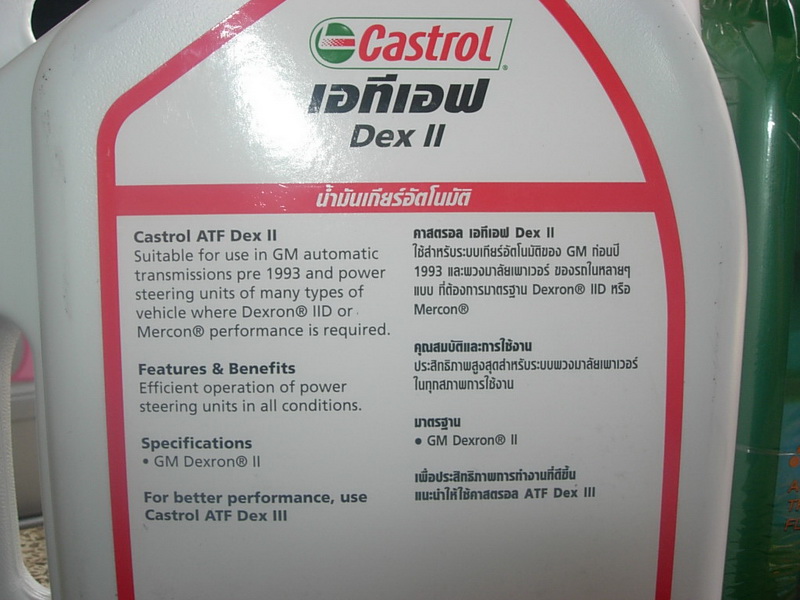 Castrol
เอทีเอฟ
Dex II
น้ำมันเกียร์อัตโนมัติ
Castrol ATF Dex II
Suitable for use in GM automatic
transmissions pre 1993 and power
steering units of many types of
vehicle where Dexron® IID or
Mercon® performance is required.
Features & Benefits
Efficient operation of power
steering units in all conditions.
Specifications
• GM Dexron® II
For better performance, use
Castrol ATF Dex III
คาสตรอล เอทีเอฟ Dex II
ใช้สำหรับระบบเกียร์อัตโนมัติของ GM ก่อนปี
1993 และพวงมาลัยเพาเวอร์ ของรถในหลายๆ
แบบ ที่ต้องการมาตรฐาน Dexron® IID หรือ
Mercon®
คุณสมบัติและการใช้งาน
ประสิทธิภาพสูงสุดสำหรับระบบพวงมาลัยเพาเวอร์
ในทุกสภาพการใช้งาน
มาตรฐาน
• GM Dexron® II
เพื่อประสิทธิภาพการทำงานที่ดีขึ้น
แนะนำให้ใช้คาสตรอล ATF Dex III